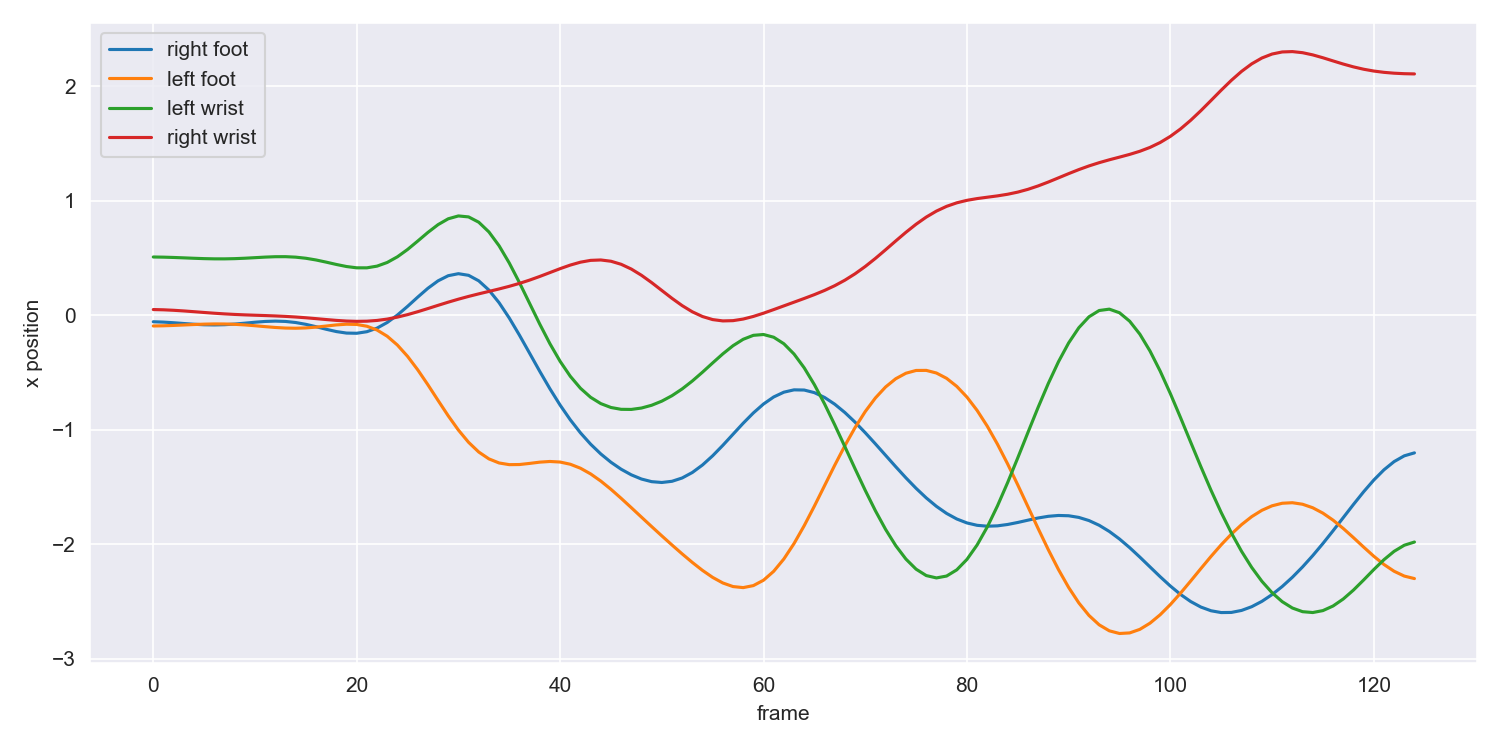 right foot
left foot
left wrist
right wrist
x position
2
1
0
−1
−2
−3
0 20 40 60 80 100 120
frame